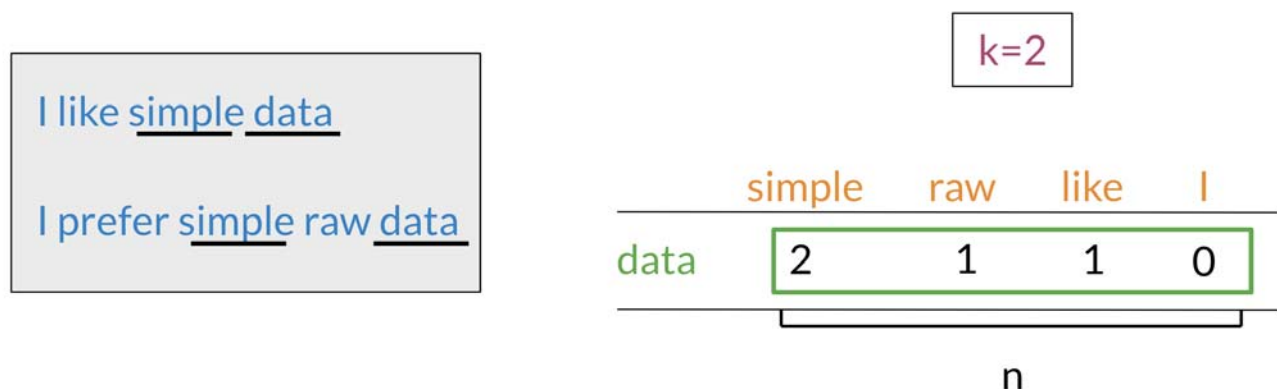 k=2
I like simple data
I prefer simple raw data
simple raw like I
data 2 1 1 0
n